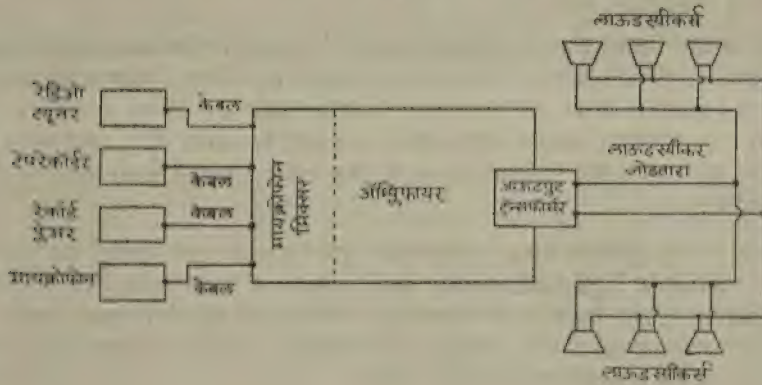 लाऊडस्पीकर्स
रेडिओ
ट्यूनर
केबल
टेपरेकॉर्डर
केबल
रेकॉर्ड
प्लेअर
केबल
मायक्रोफोन
केबल
मायक्रोफोन
मिक्सर
ॲम्प्लिफायर
आऊटपुट
ट्रान्सफॉर्मर
लाऊडस्पीकर
जोडतारा
लाऊडस्पीकर्स